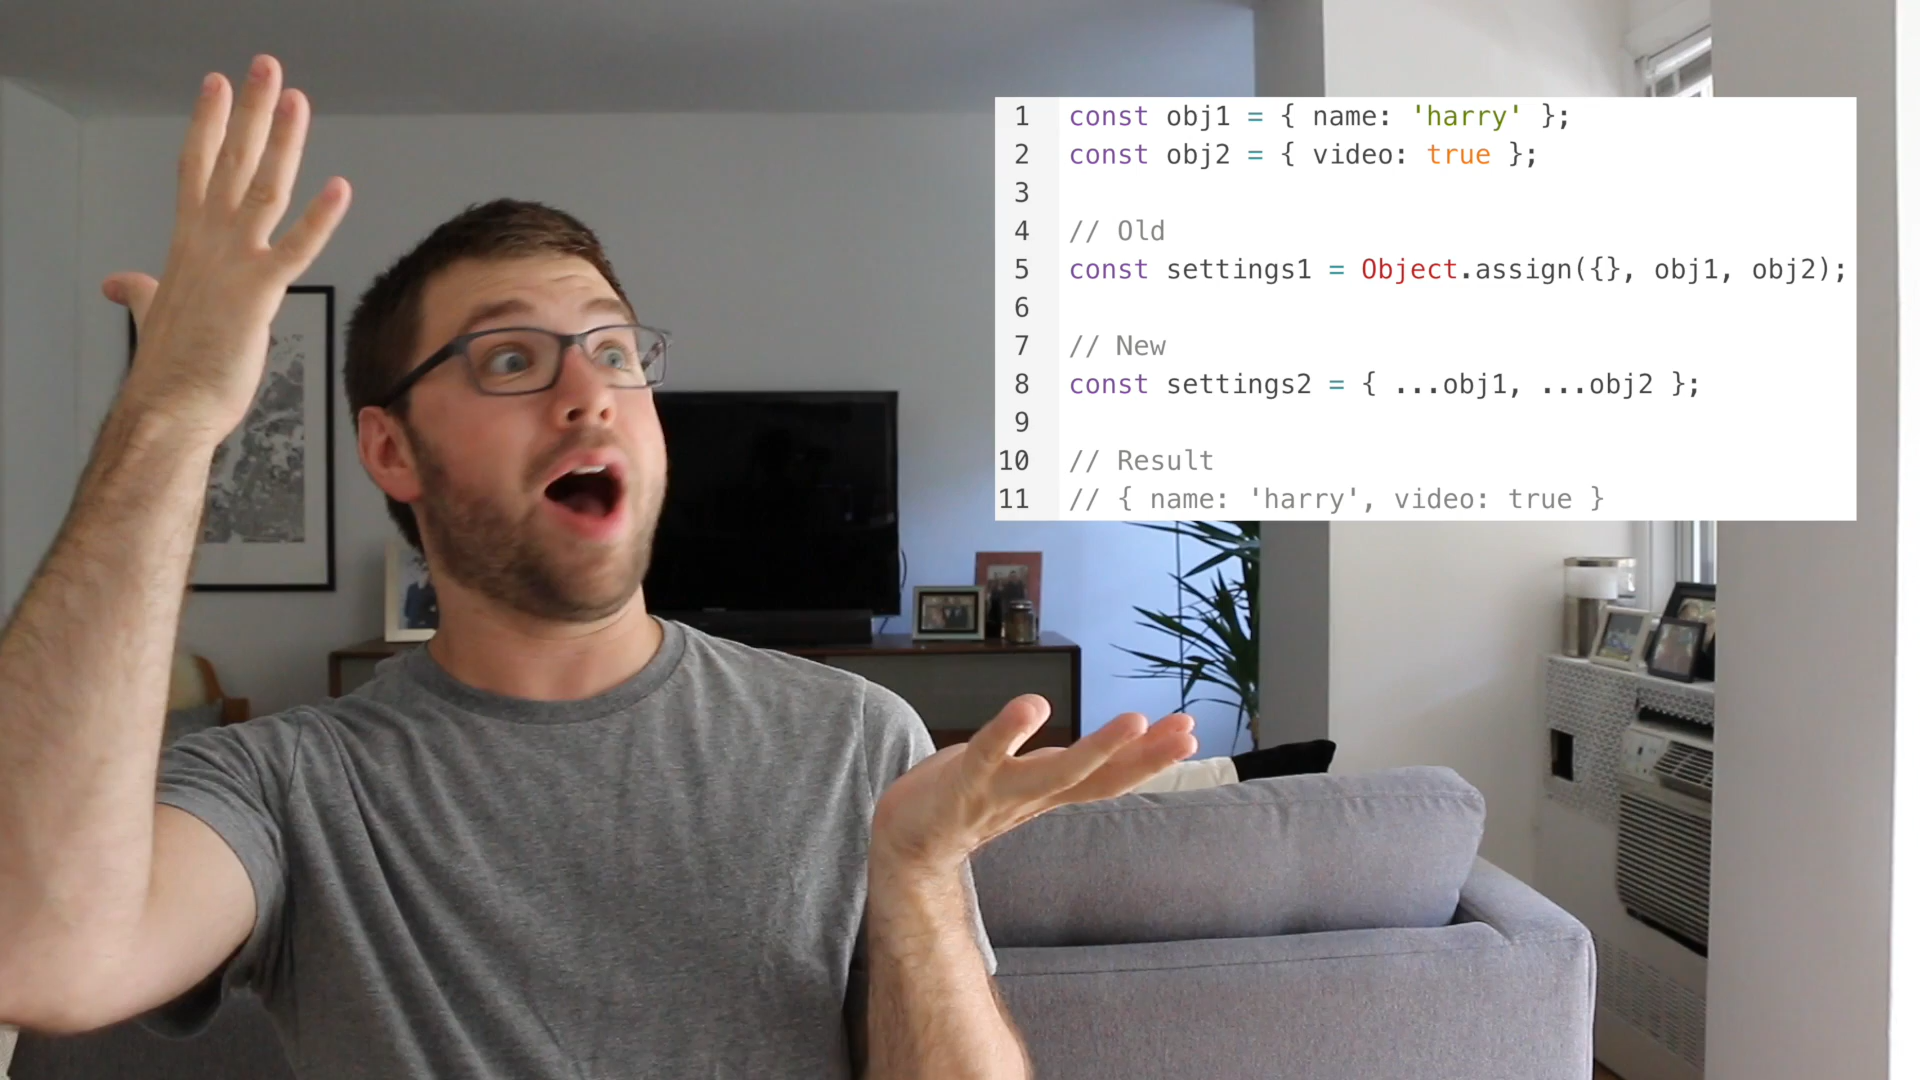 1 const obj1 = { name: 'harry' };
2 const obj2 = { video: true };
3
4 // Old
5 const settings1 = Object.assign({}, obj1, obj2);
6
7 // New
8 const settings2 = { ...obj1, ...obj2 };
9
10 // Result
11 // { name: 'harry', video: true }